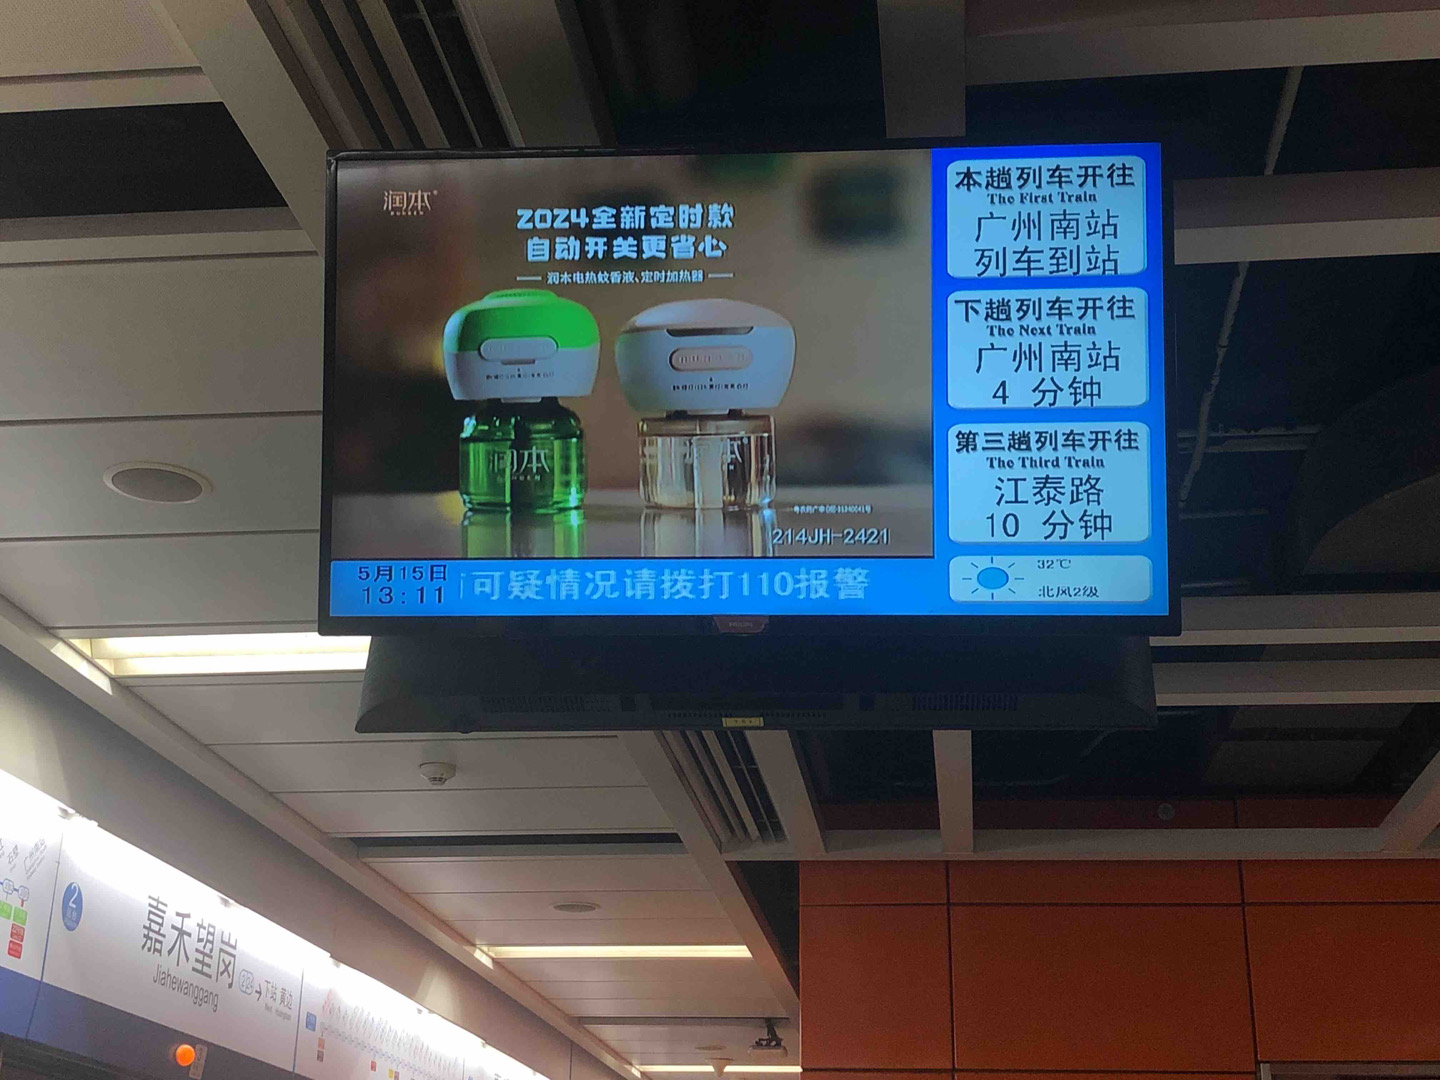 润本
2024全新定时款
自动开关更省心
润本电热蚊香液、定时加热器
润本
214JH-2421
本趟列车开往
The First Train
广州南站
列车到站
下趟列车开往
The Next Train
广州南站
4 分钟
第三趟列车开往
The Third Train
江泰路
10 分钟
5月15日
13:11
可疑情况请拨打110报警
32℃
北风2级
2
嘉禾望岗
Jiahewanggang
下站 黄边